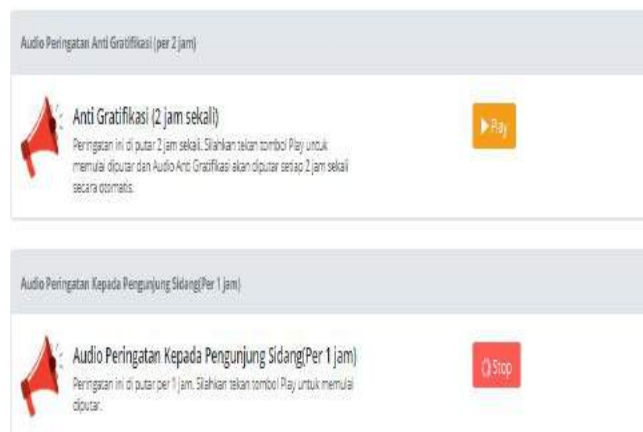 Audio Peringatan Anti Gratifikasi (per 2 jam)
Anti Gratifikasi (2 jam sekali)
Play
Peringatan ini di putar 2 jam sekali. Silahkan tekan tombol Play untuk
memulai diputar dan Audio Anti Gratifikasi akan diputar setiap 2 jam sekali
secara otomatis.
Audio Peringatan Kepada Pengunjung Sidang(Per 1 jam)
Audio Peringatan Kepada Pengunjung Sidang(Per 1 jam)
Stop
Peringatan ini di putar per 1 jam. Silahkan tekan tombol Play untuk memulai
diputar.